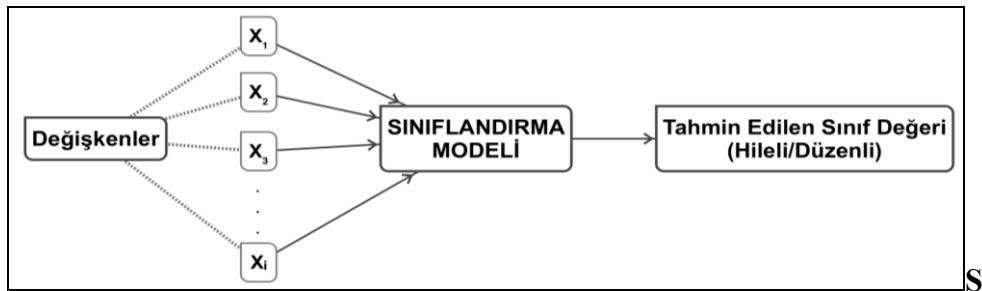 X₁
X₂
Değişkenler
X₃
.
.
.
Xi
SINIFLANDIRMA
MODELİ
Tahmin Edilen Sınıf Değeri
(Hileli/Düzenli)
S